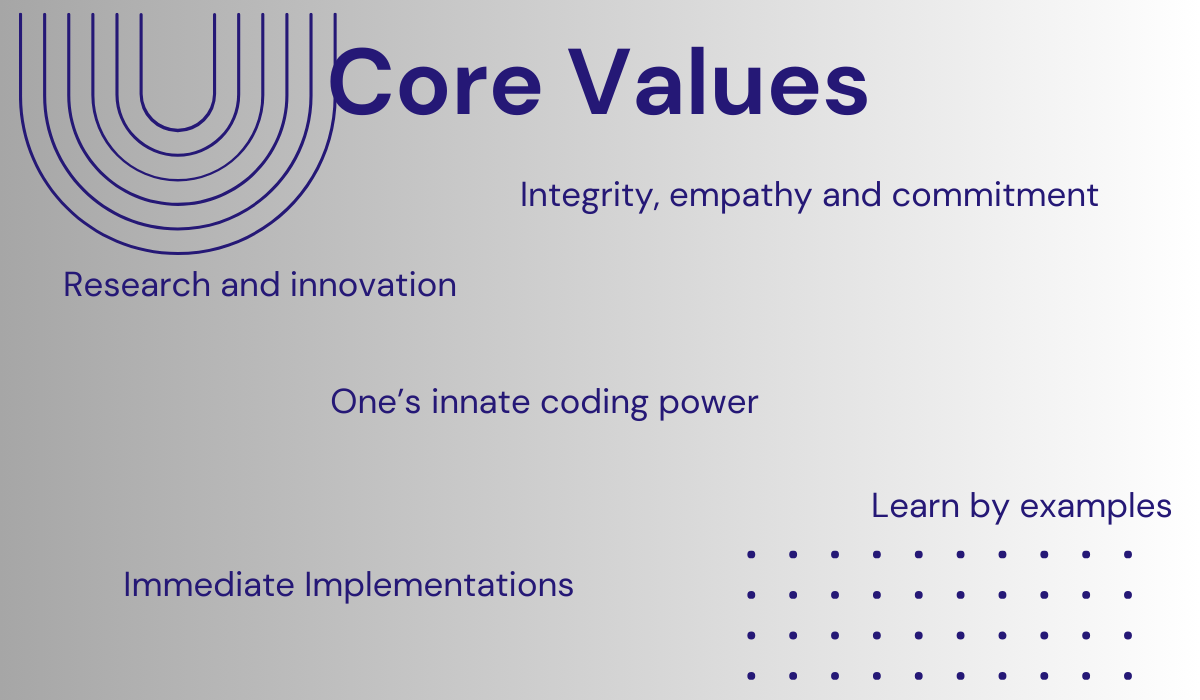 Core Values
Integrity, empathy and commitment
Research and innovation
One’s innate coding power
Learn by examples
Immediate Implementations